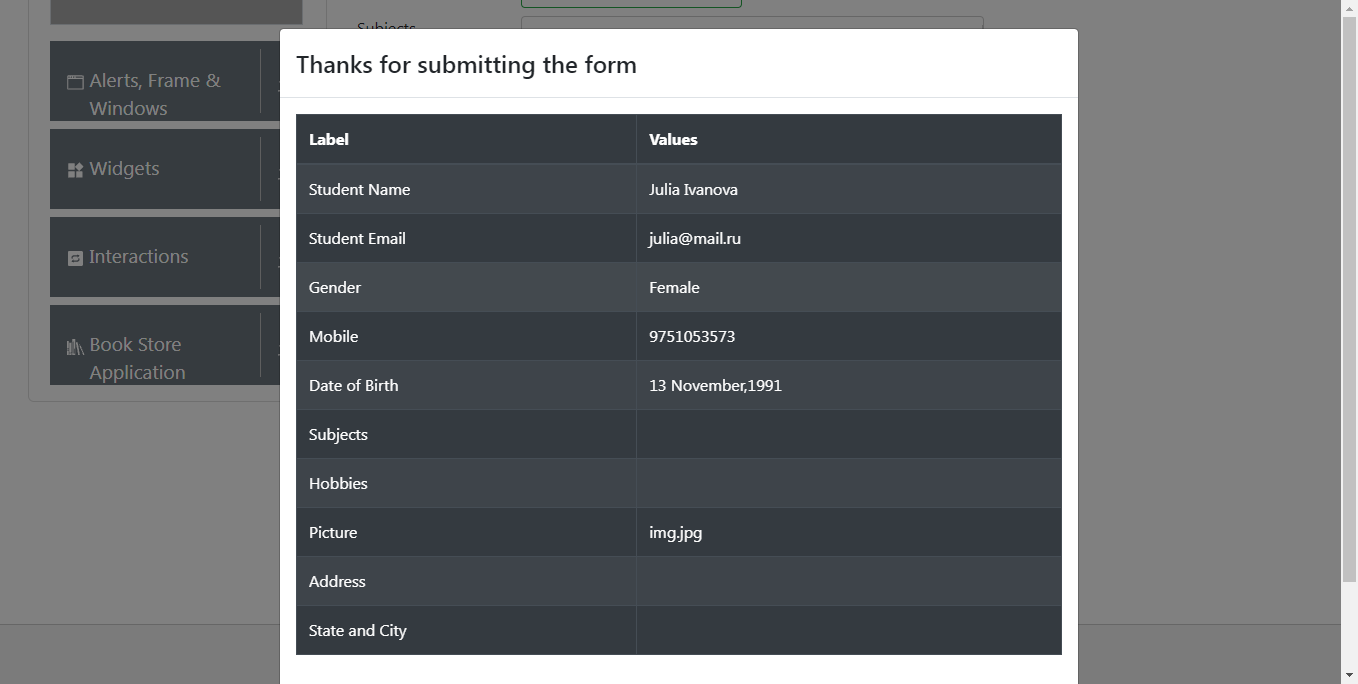 Subjects
Thanks for submitting the form
Alerts, Frame &
Windows
Widgets
Interactions
Book Store
Application
Label Values
Student Name Julia Ivanova
Student Email julia@mail.ru
Gender Female
Mobile 9751053573
Date of Birth 13 November,1991
Subjects
Hobbies
Picture img.jpg
Address
State and City